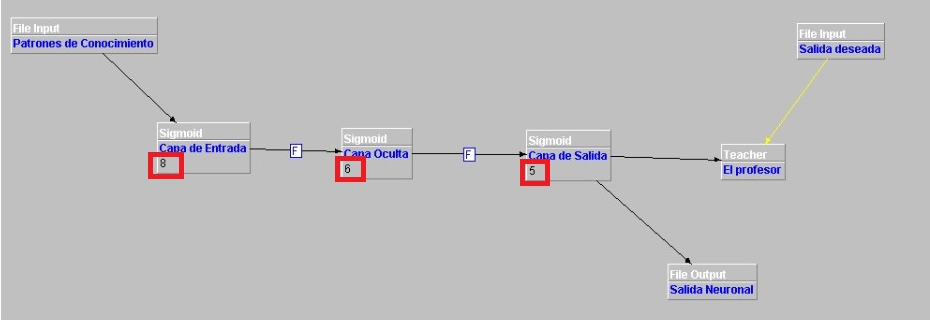 File Input
Patrones de Conocimiento
File Input
Salida deseada
Sigmoid
Capa de Entrada
8
F
Sigmoid
Capa Oculta
6
F
Sigmoid
Capa de Salida
5
Teacher
El profesor
File Output
Salida Neuronal